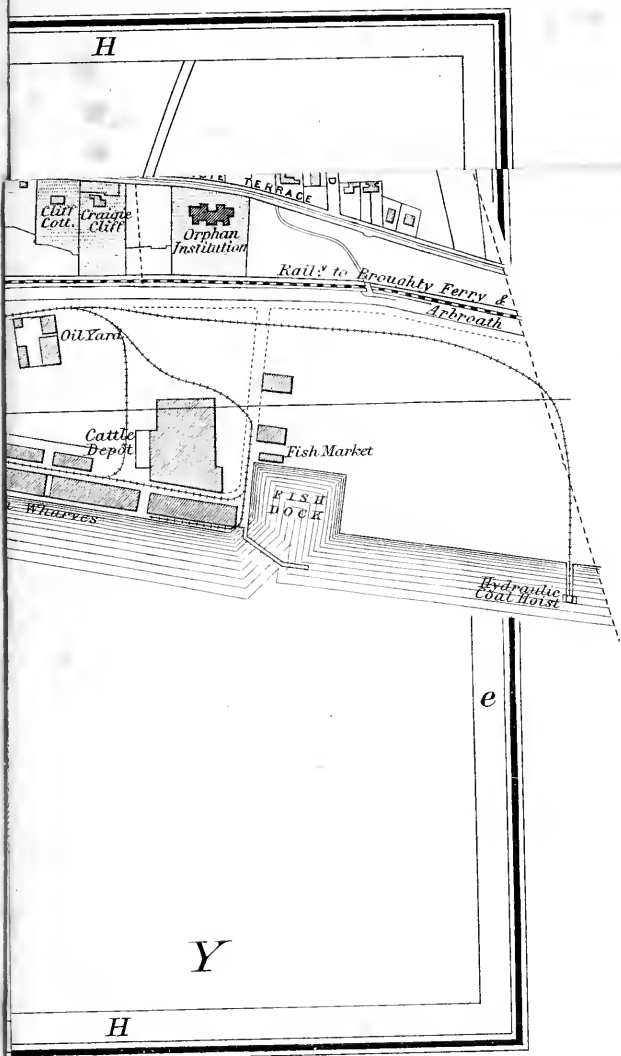 H
TERRACE
Cliff
Cott.
Craigie
Cliff
Orphan
Institution
Rail.y to Broughty Ferry &
Arbroath
Oil Yard
Cattle
Depôt
Fish Market
FISH
DOCK
Wharves
Hydraulic
Coal Hoist
e
Y
H